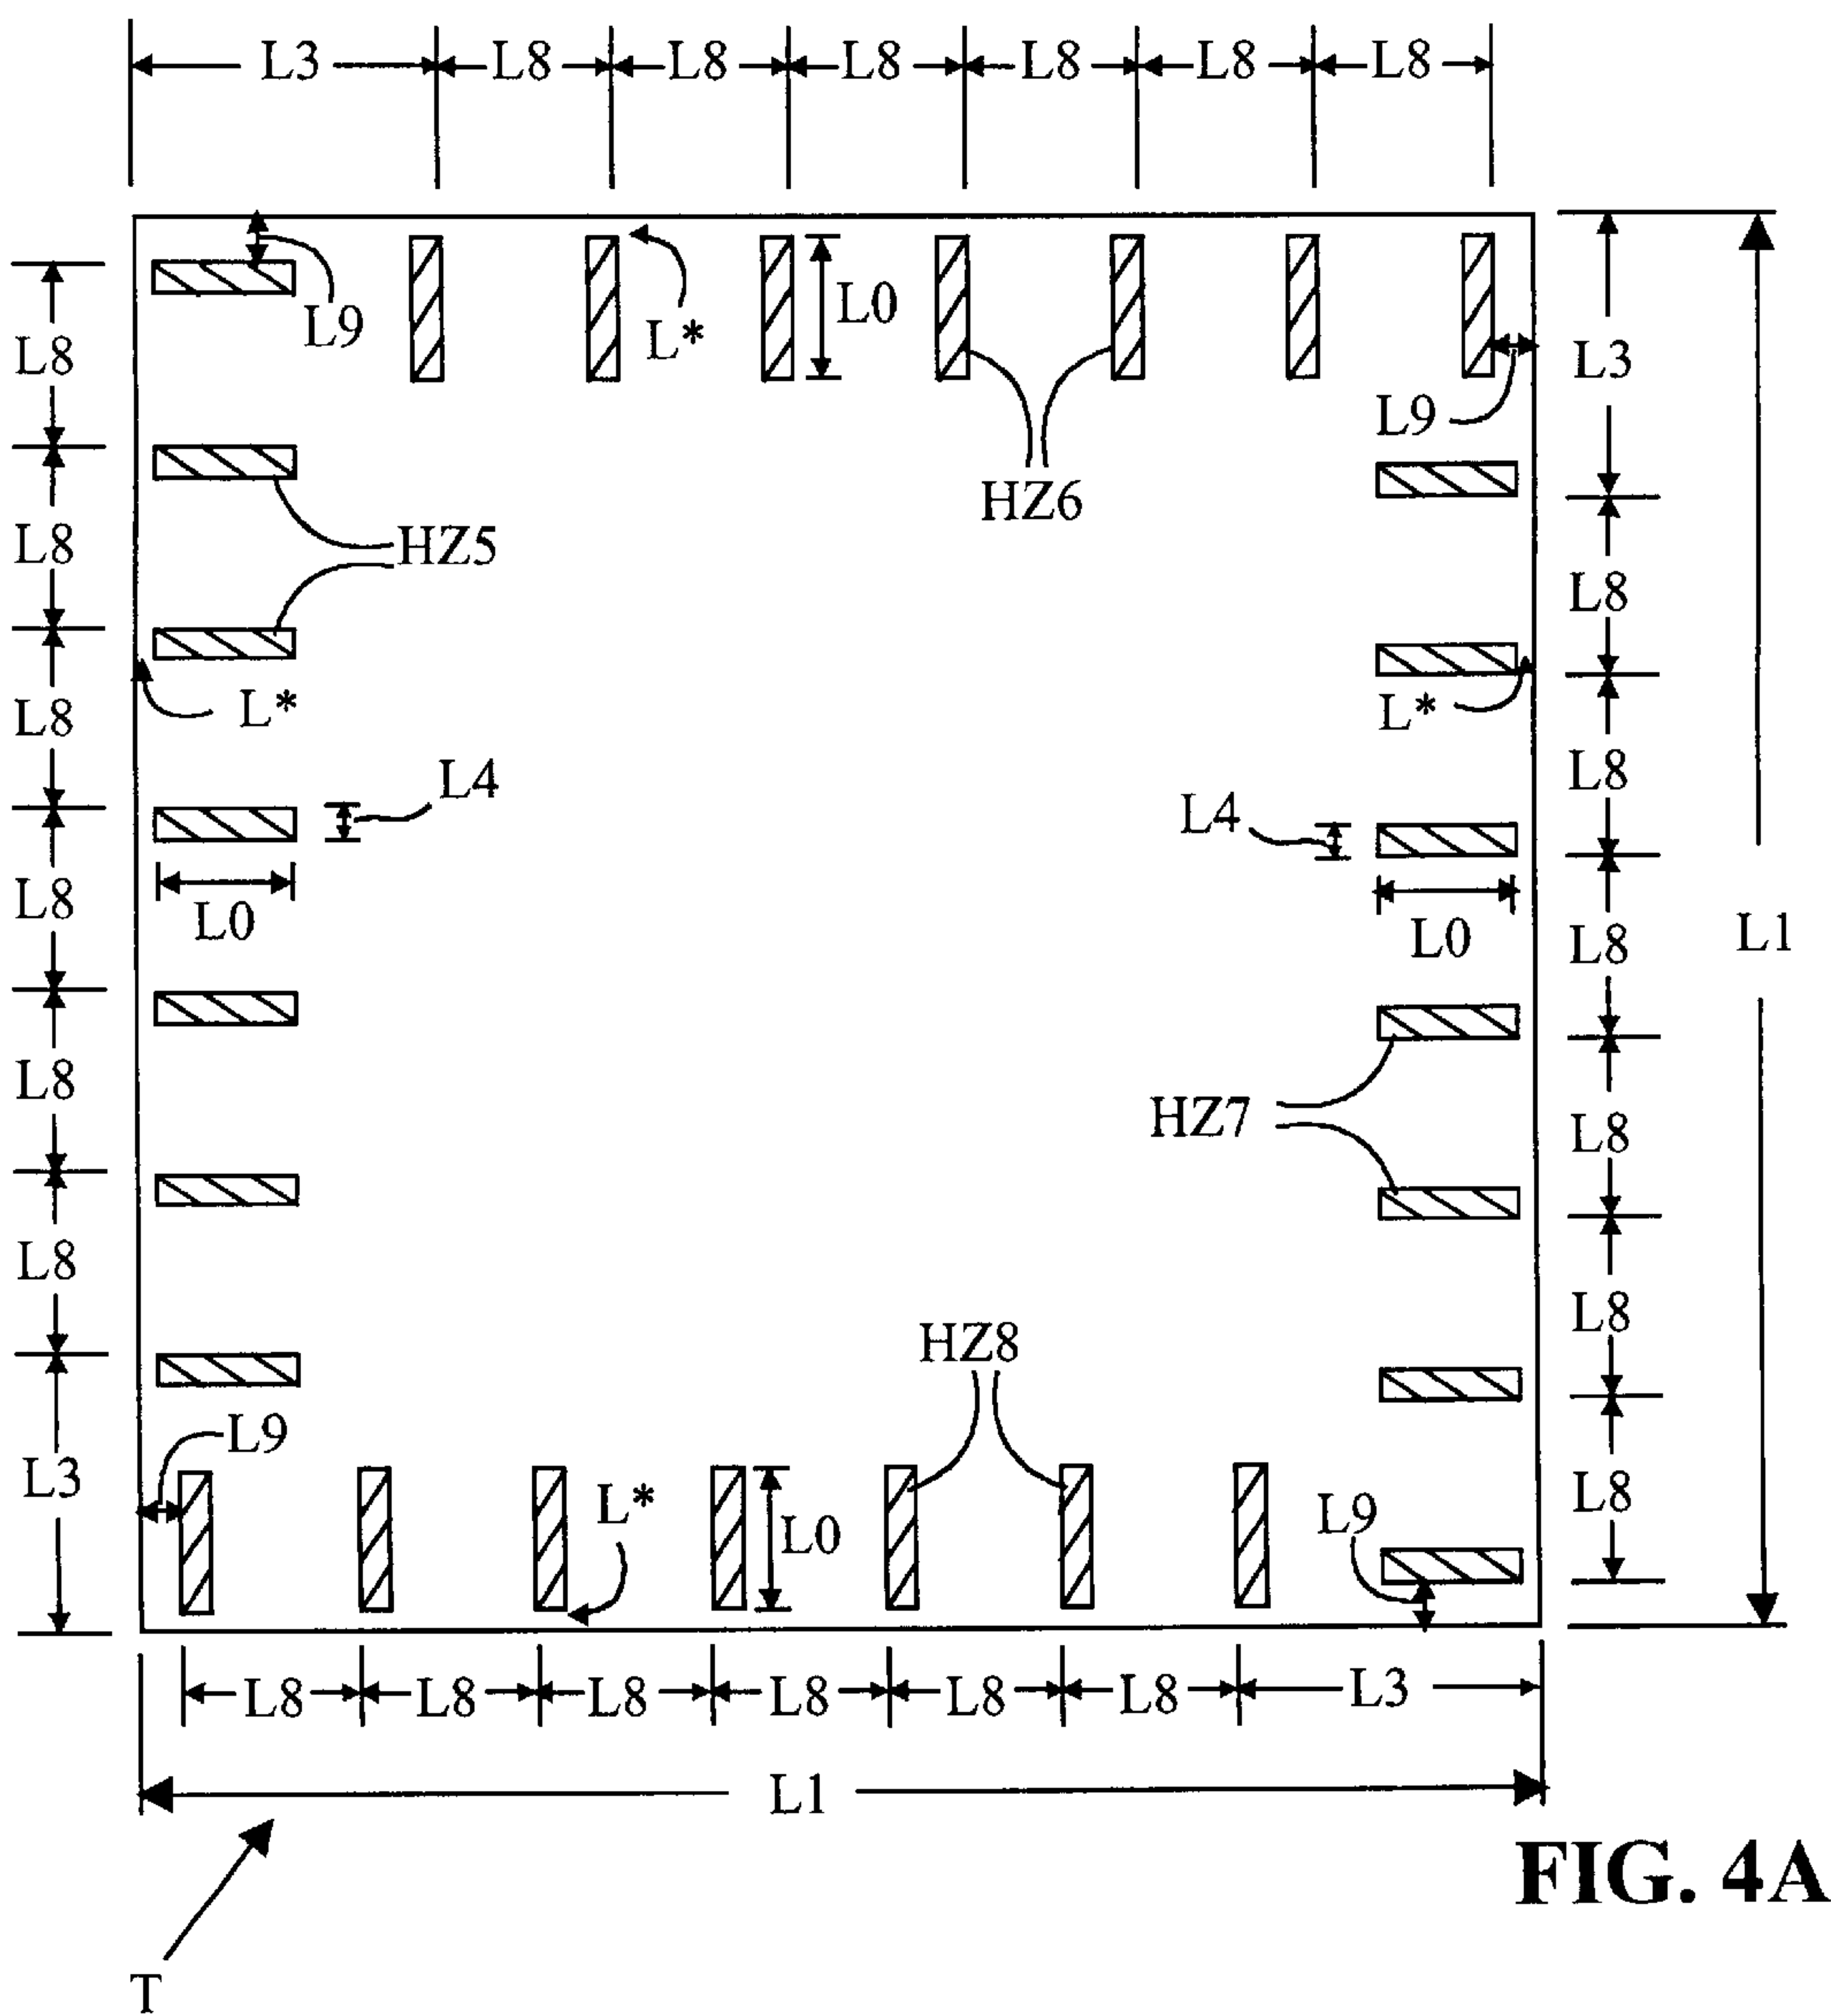 L3 L8 L8 L8 L8 L8 L8
L9 L* L0 L3
L8 L9
HZ6
L8 HZ5 L8
L8 L* L* L8
L4 L4
L8 L0 L0 L8 L1
L8 HZ7 L8
L8 HZ8 L8
L3 L9 L* L0 L9 L8
L8 L8 L8 L8 L8 L8 L3
L1
FIG. 4A
T